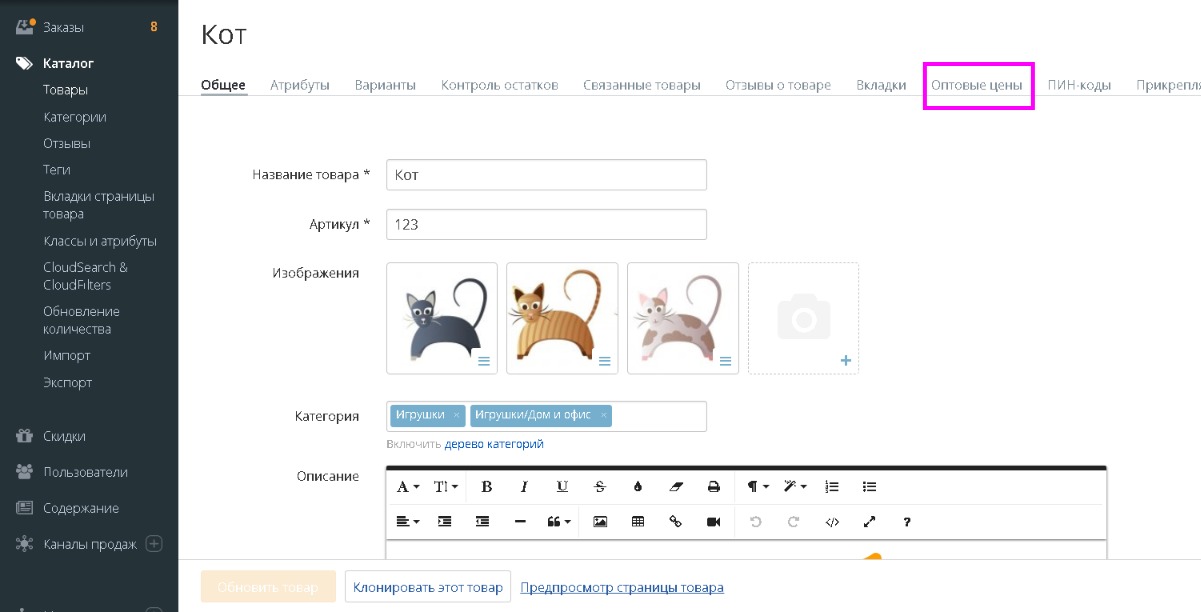 Заказы 8
Каталог
Товары
Категории
Отзывы
Теги
Вкладки страницы
товара
Классы и атрибуты
CloudSearch &
CloudFilters
Обновление
количества
Импорт
Экспорт
Скидки
Пользователи
Содержание
Каналы продаж
Кот
Общее Атрибуты Варианты Контроль остатков Связанные товары Отзывы о товаре Вкладки Оптовые цены ПИН-коды Прикрепля
Название товара * Кот
Артикул * 123
Изображения
Категория Игрушки × Игрушки/Дом и офис ×
Включить дерево категорий
Описание
Обновить товар Клонировать этот товар Предпросмотр страницы товара